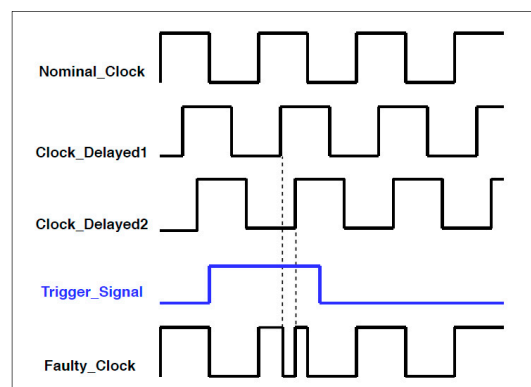 Nominal_Clock
Clock_Delayed1
Clock_Delayed2
Trigger_Signal
Faulty_Clock